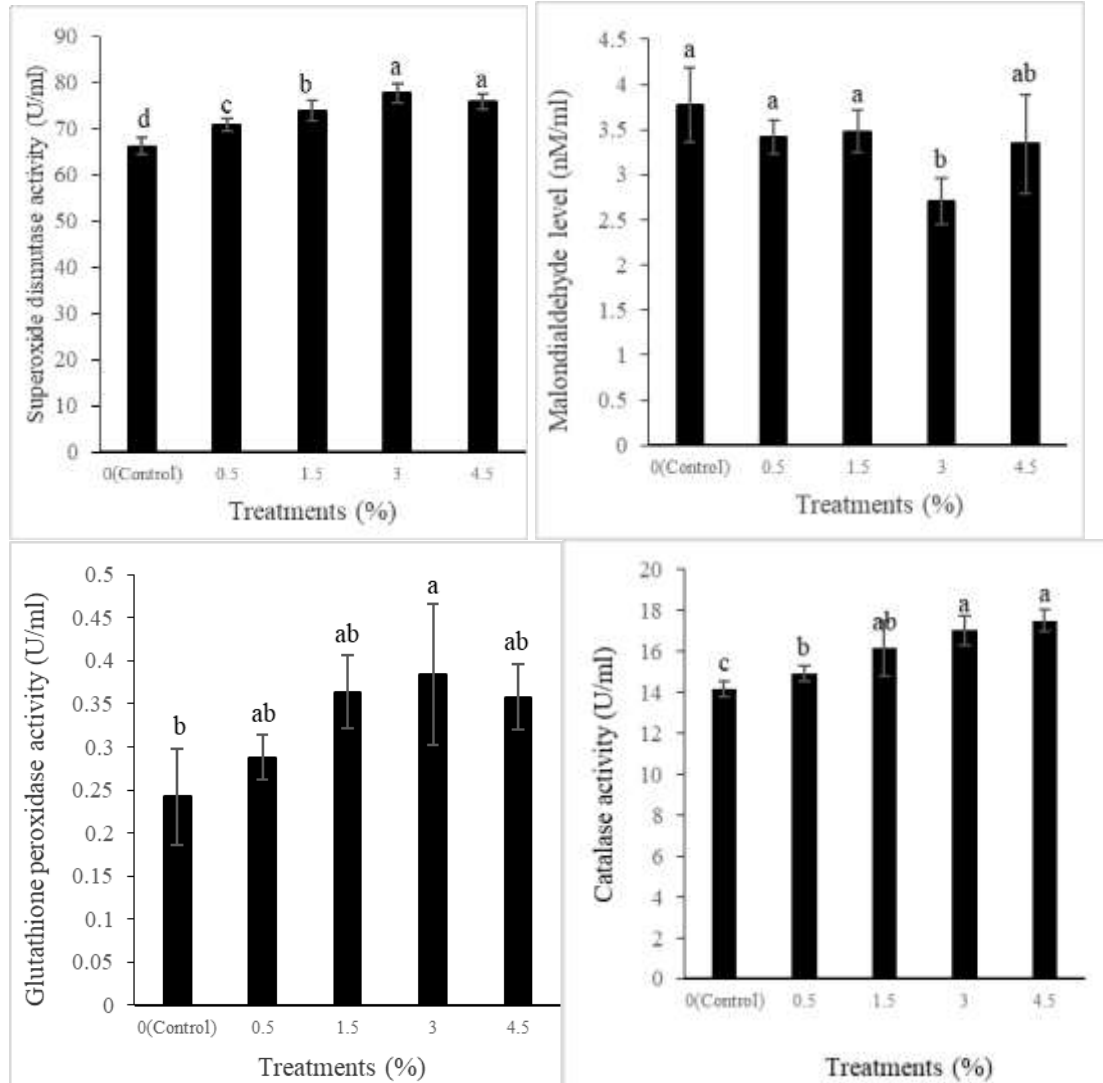 Superoxide dismutase activity (U/ml)
90
80
70
60
50
40
30
20
10
0
d
c
b
a
a
0(Control) 0.5 1.5 3 4.5
Treatments (%)
Malondialdehyde level (nM/ml)
4.5
4
3.5
3
2.5
2
1.5
1
0.5
0
a
a
a
b
ab
0(Control) 0.5 1.5 3 4.5
Treatments (%)
Glutathione peroxidase activity (U/ml)
0.5
0.45
0.4
0.35
0.3
0.25
0.2
0.15
0.1
0.05
0
b
ab
ab
a
ab
0(Control) 0.5 1.5 3 4.5
Treatments (%)
Catalase activity (U/ml)
20
18
16
14
12
10
8
6
4
2
0
c
b
ab
a
a
0(Control) 0.5 1.5 3 4.5
Treatments (%)